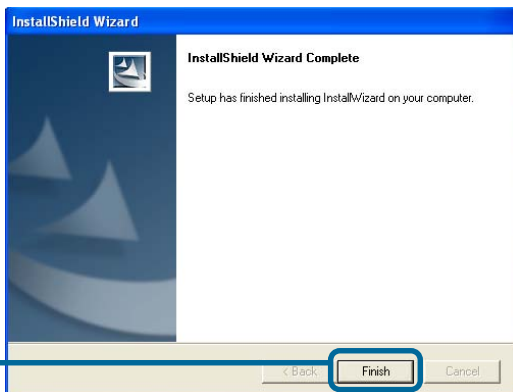 InstallShield Wizard
InstallShield Wizard Complete
Setup has finished installing InstallWizard on your computer.
< Back Finish Cancel